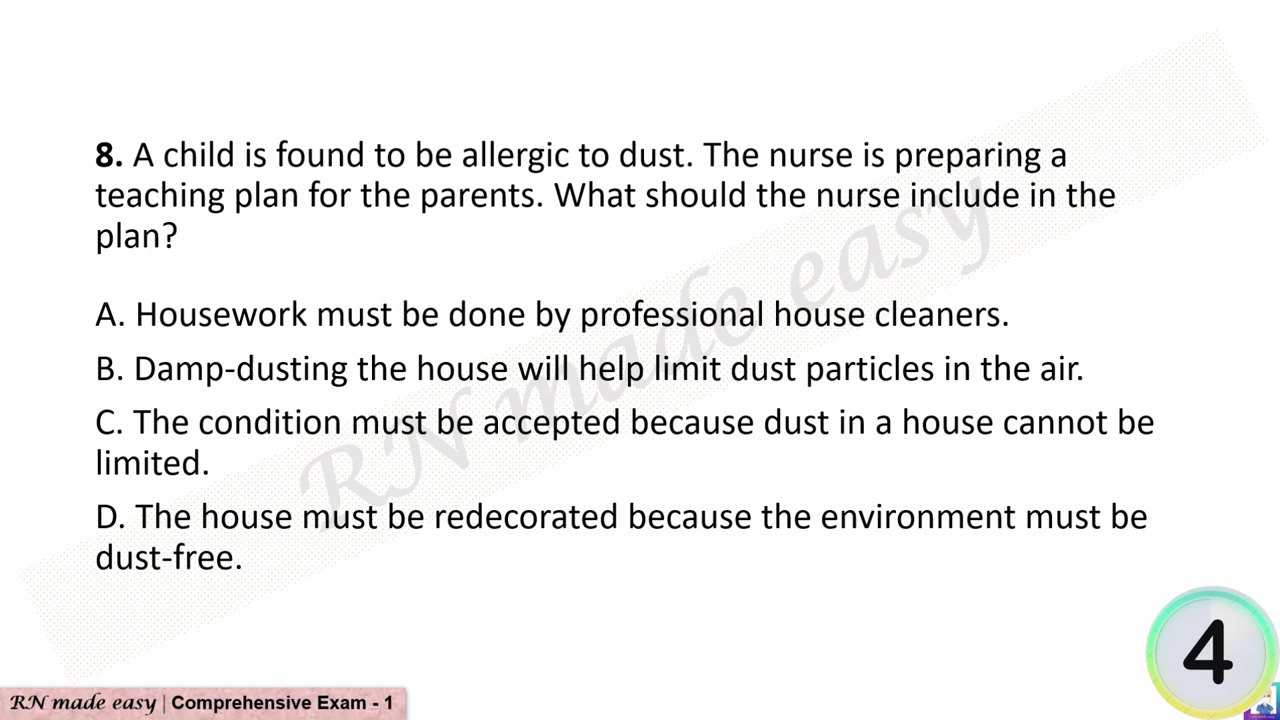 8. A child is found to be allergic to dust. The nurse is preparing a
teaching plan for the parents. What should the nurse include in the
plan?
A. Housework must be done by professional house cleaners.
B. Damp-dusting the house will help limit dust particles in the air.
C. The condition must be accepted because dust in a house cannot be
limited.
D. The house must be redecorated because the environment must be
dust-free.
RN made easy
4
RN made easy | Comprehensive Exam - 1